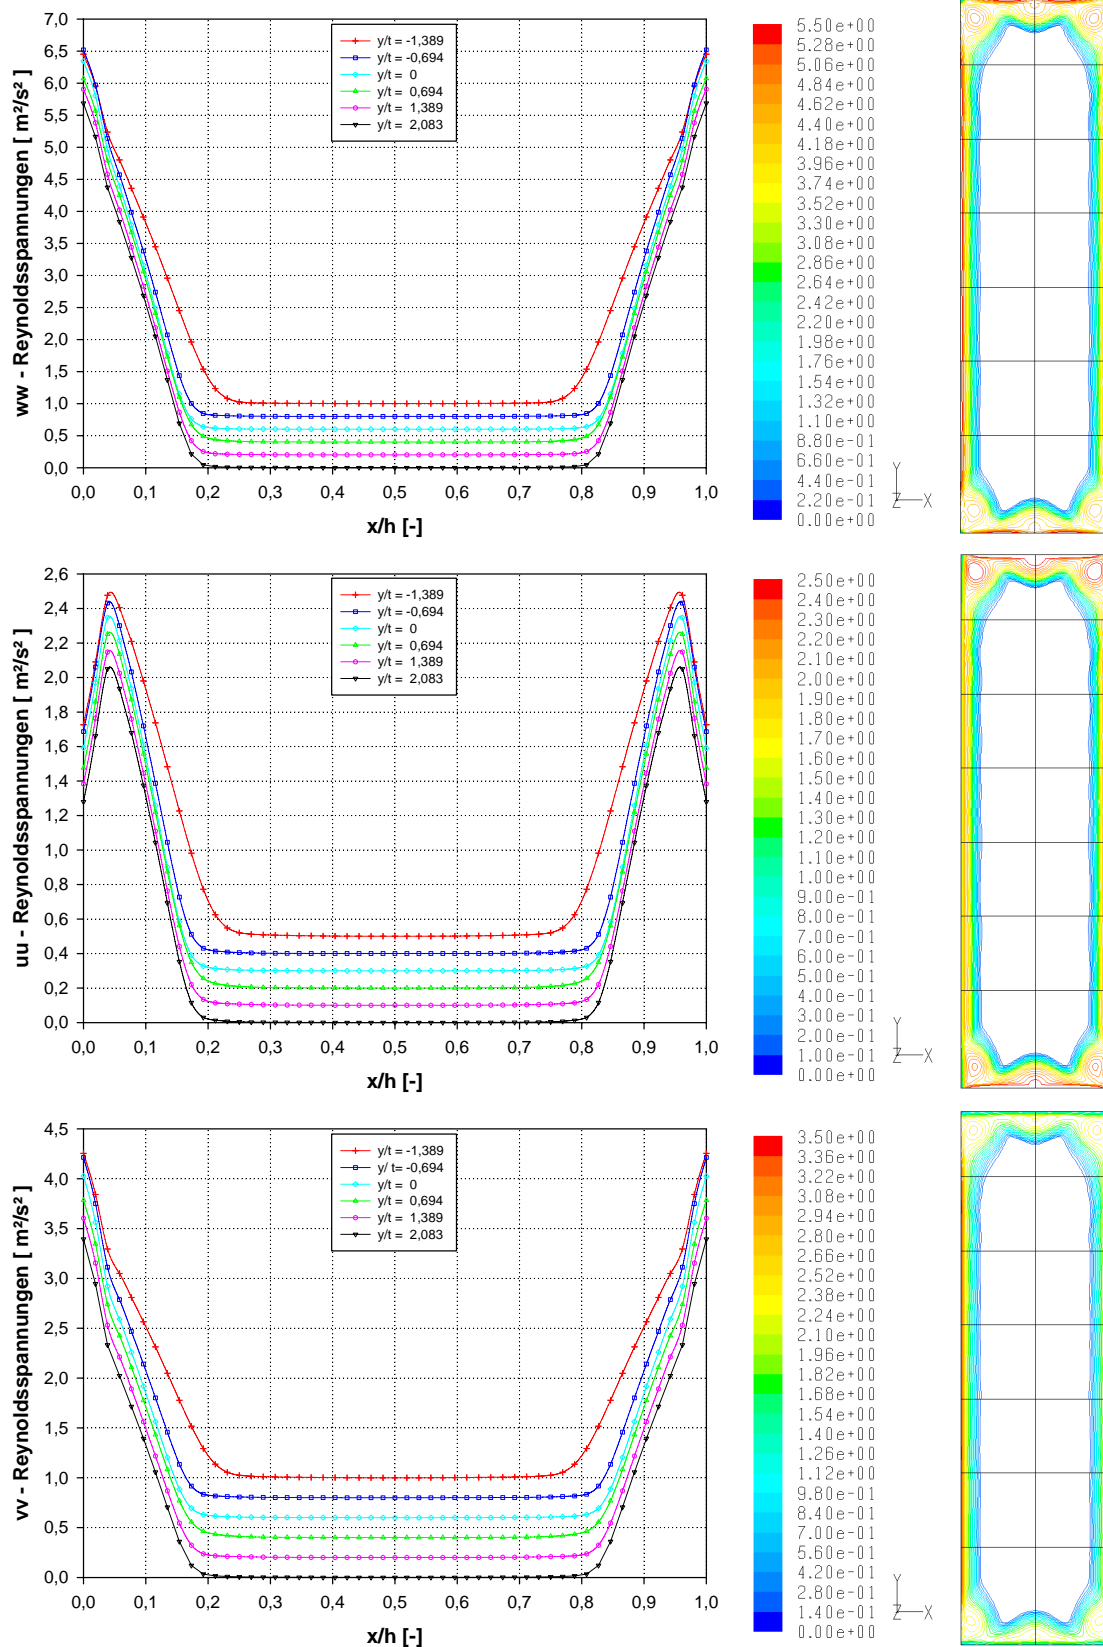 7,0
6,5
6,0
5,5
5,0
4,5
4,0
3,5
3,0
2,5
2,0
1,5
1,0
0,5
0,0
ww - Reynoldsspannungen [ m²/s² ]
0,0 0,1 0,2 0,3 0,4 0,5 0,6 0,7 0,8 0,9 1,0
x/h [-]
y/t = -1,389
y/t = -0,694
y/t = 0
y/t = 0,694
y/t = 1,389
y/t = 2,083
5.50e+00
5.28e+00
5.06e+00
4.84e+00
4.62e+00
4.40e+00
4.18e+00
3.96e+00
3.74e+00
3.52e+00
3.30e+00
3.08e+00
2.86e+00
2.64e+00
2.42e+00
2.20e+00
1.98e+00
1.76e+00
1.54e+00
1.32e+00
1.10e+00
8.80e-01
6.60e-01
4.40e-01
2.20e-01
0.00e+00
Y
Z X
2,6
2,4
2,2
2,0
1,8
1,6
1,4
1,2
1,0
0,8
0,6
0,4
0,2
0,0
uu - Reynoldsspannungen [ m²/s² ]
0,0 0,1 0,2 0,3 0,4 0,5 0,6 0,7 0,8 0,9 1,0
x/h [-]
y/t = -1,389
y/t = -0,694
y/t = 0
y/t = 0,694
y/t = 1,389
y/t = 2,083
2.50e+00
2.40e+00
2.30e+00
2.20e+00
2.10e+00
2.00e+00
1.90e+00
1.80e+00
1.70e+00
1.60e+00
1.50e+00
1.40e+00
1.30e+00
1.20e+00
1.10e+00
1.00e+00
9.00e-01
8.00e-01
7.00e-01
6.00e-01
5.00e-01
4.00e-01
3.00e-01
2.00e-01
1.00e-01
0.00e+00
Y
Z X
4,5
4,0
3,5
3,0
2,5
2,0
1,5
1,0
0,5
0,0
vv - Reynoldsspannungen [ m²/s² ]
0,0 0,1 0,2 0,3 0,4 0,5 0,6 0,7 0,8 0,9 1,0
x/h [-]
y/t = -1,389
y/ t= -0,694
y/t = 0
y/t = 0,694
y/t = 1,389
y/t = 2,083
3.50e+00
3.36e+00
3.22e+00
3.08e+00
2.94e+00
2.80e+00
2.66e+00
2.52e+00
2.38e+00
2.24e+00
2.10e+00
1.96e+00
1.82e+00
1.68e+00
1.54e+00
1.40e+00
1.26e+00
1.12e+00
9.80e-01
8.40e-01
7.00e-01
5.60e-01
4.20e-01
2.80e-01
1.40e-01
0.00e+00
Y
Z X